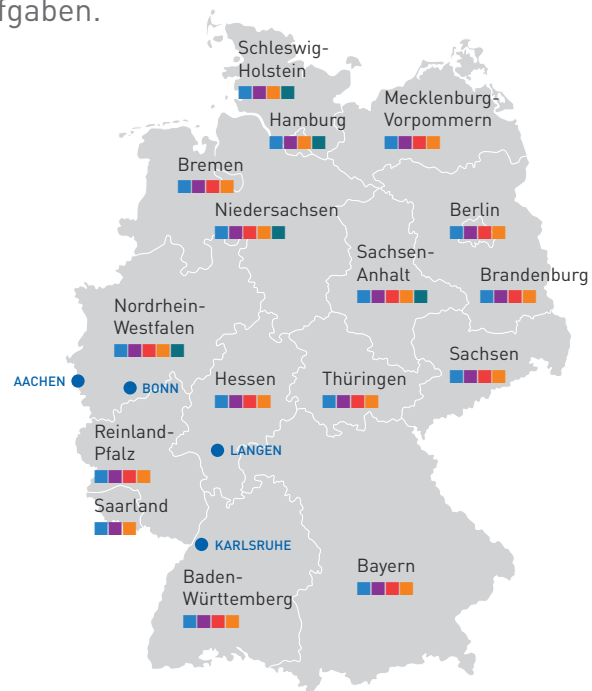 fgaben.
Schleswig-
Holstein
Hamburg
Mecklenburg-
Vorpommern
Bremen
Niedersachsen
Berlin
Sachsen-
Anhalt
Brandenburg
Nordrhein-
Westfalen
Sachsen
AACHEN
BONN
Hessen
Thüringen
Reinland-
Pfalz
LANGEN
Saarland
KARLSRUHE
Baden-
Württemberg
Bayern